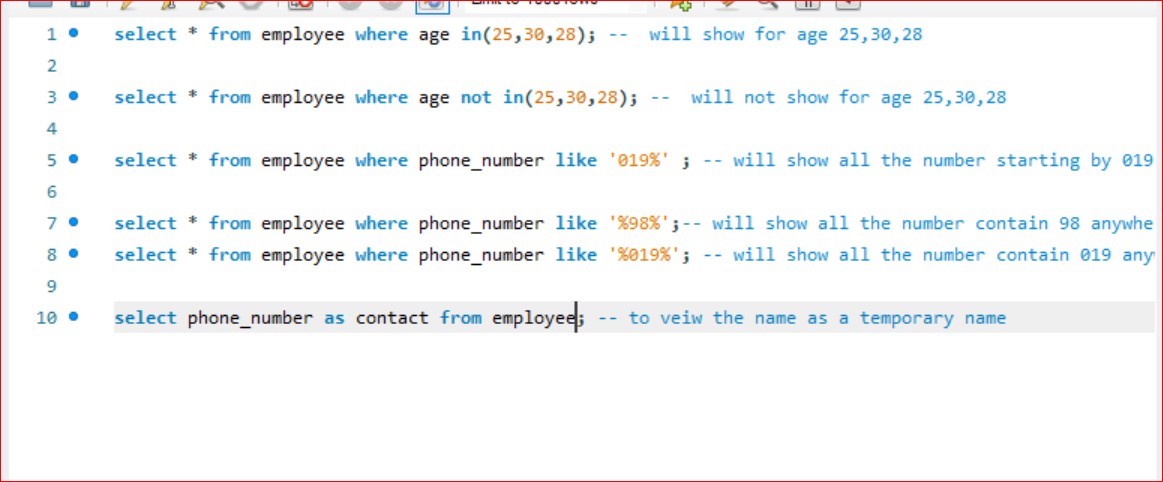 1 select * from employee where age in(25,30,28); -- will show for age 25,30,28
2
3 select * from employee where age not in(25,30,28); -- will not show for age 25,30,28
4
5 select * from employee where phone_number like '019%' ; -- will show all the number starting by 019
6
7 select * from employee where phone_number like '%98%';-- will show all the number contain 98 anywhe
8 select * from employee where phone_number like '%019%'; -- will show all the number contain 019 any
9
10 select phone_number as contact from employee; -- to veiw the name as a temporary name